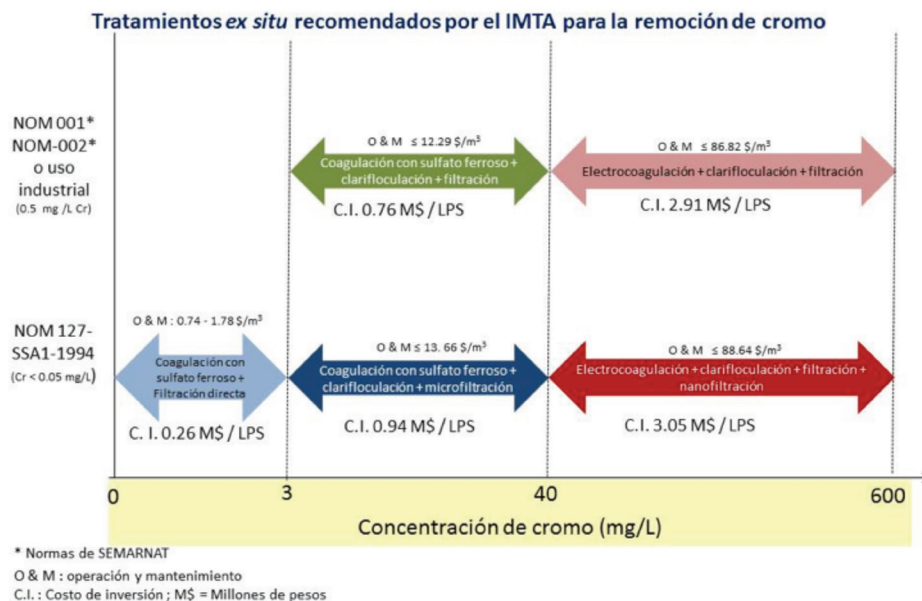 Tratamientos ex situ recomendados por el IMTA para la remoción de cromo
NOM 001*
NOM-002*
o uso
industrial
(0.5 mg /L Cr)
O & M ≤ 12.29 $/m³
Coagulación con sulfato ferroso +
clarifloculación + filtración
C.I. 0.76 M$ / LPS
O & M ≤ 86.82 $/m³
Electrocoagulación + clarifloculación + filtración
C.I. 2.91 M$ / LPS
NOM 127-
SSA1-1994
(Cr < 0.05 mg/L)
O & M : 0.74 - 1.78 $/m³
Coagulación con
sulfato ferroso +
Filtración directa
C. I. 0.26 M$ / LPS
O & M ≤ 13. 66 $/m³
Coagulación con sulfato ferroso +
clarifloculación + microfiltración
C.I. 0.94 M$ / LPS
O & M ≤ 88.64 $/m³
Electrocoagulación + clarifloculación + filtración +
nanofiltración
C.I. 3.05 M$ / LPS
0 3 40 600
Concentración de cromo (mg/L)
* Normas de SEMARNAT
O & M : operación y mantenimiento
C.I. : Costo de inversión ; M$ = Millones de pesos